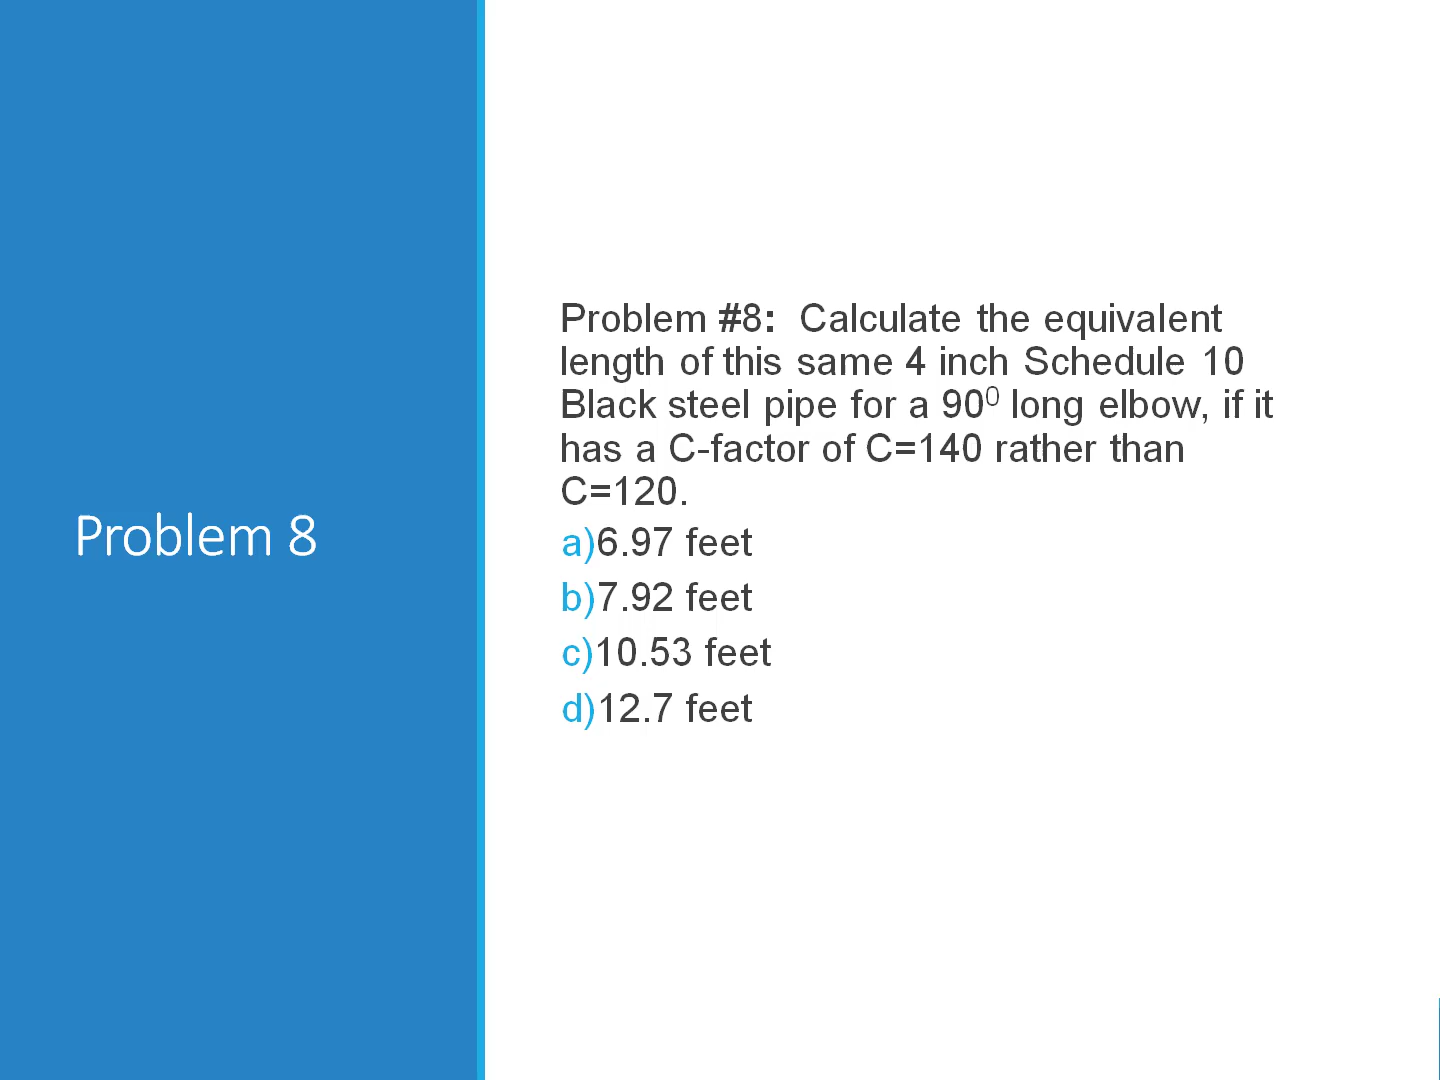 Problem 8
Problem #8:  Calculate the equivalent
length of this same 4 inch Schedule 10
Black steel pipe for a 90⁰ long elbow, if it
has a C-factor of C=140 rather than
C=120.
a)6.97 feet
b)7.92 feet
c)10.53 feet
d)12.7 feet